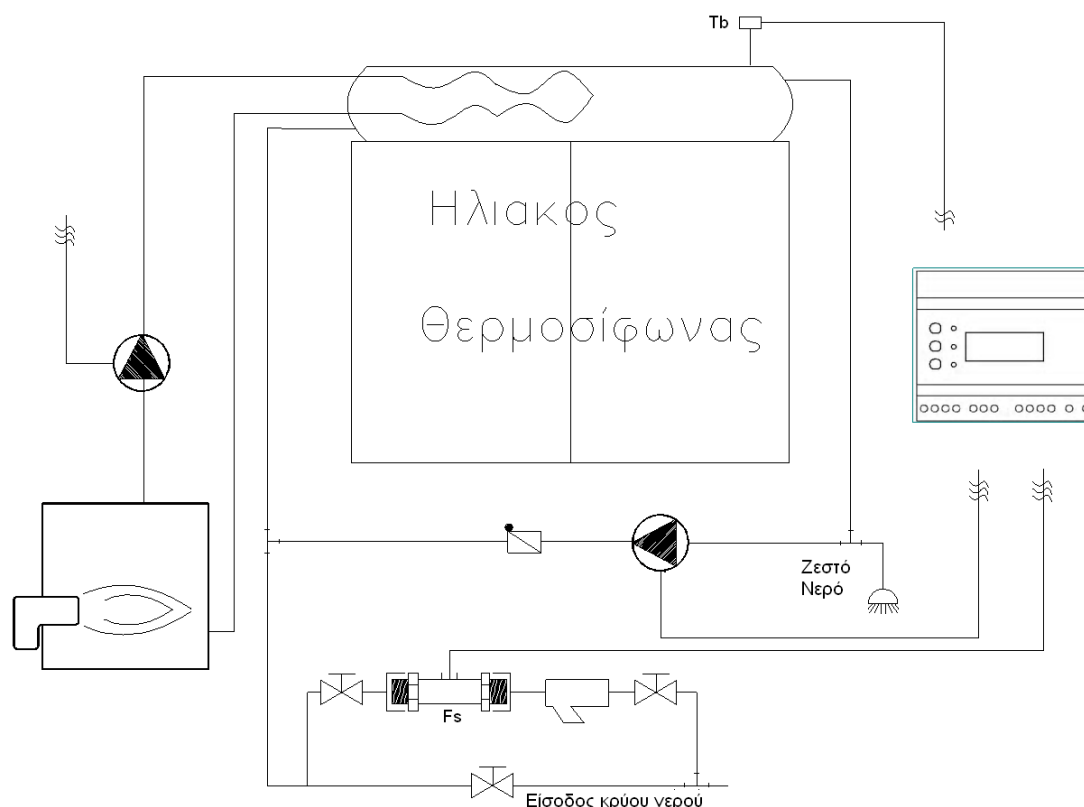 Tb
Ηλιακος
θερμοσίφωνας
Ζεστό
Νερό
Fs
Είσοδος κρύου νερού